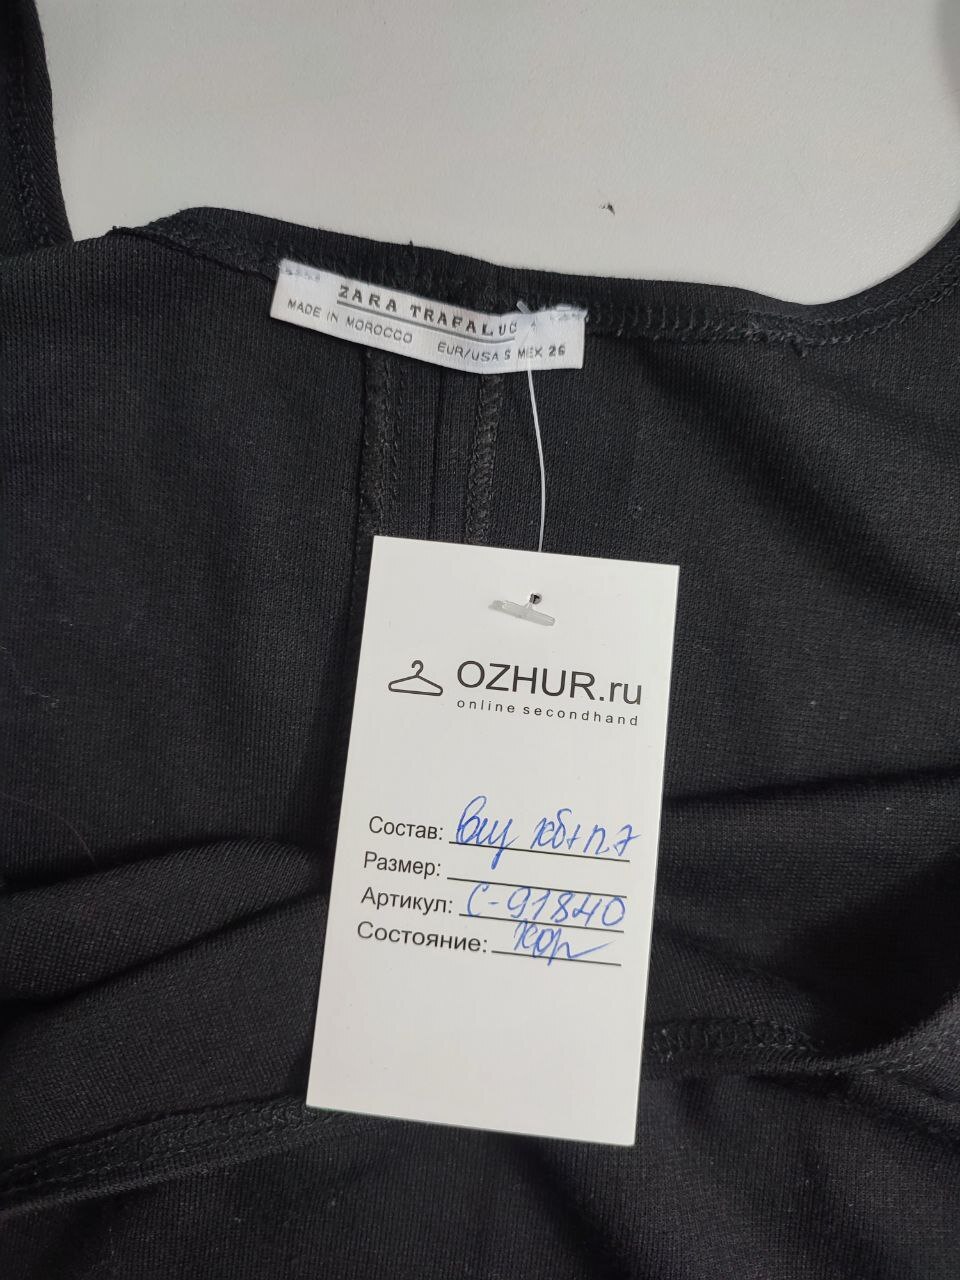 ZARA TRAFALUC
MADE IN MOROCCO EUR/USA S MEX 26
OZHUR.ru
online secondhand
Состав: виз хб+п.э
Размер:
Артикул: С-91840
Состояние: хор